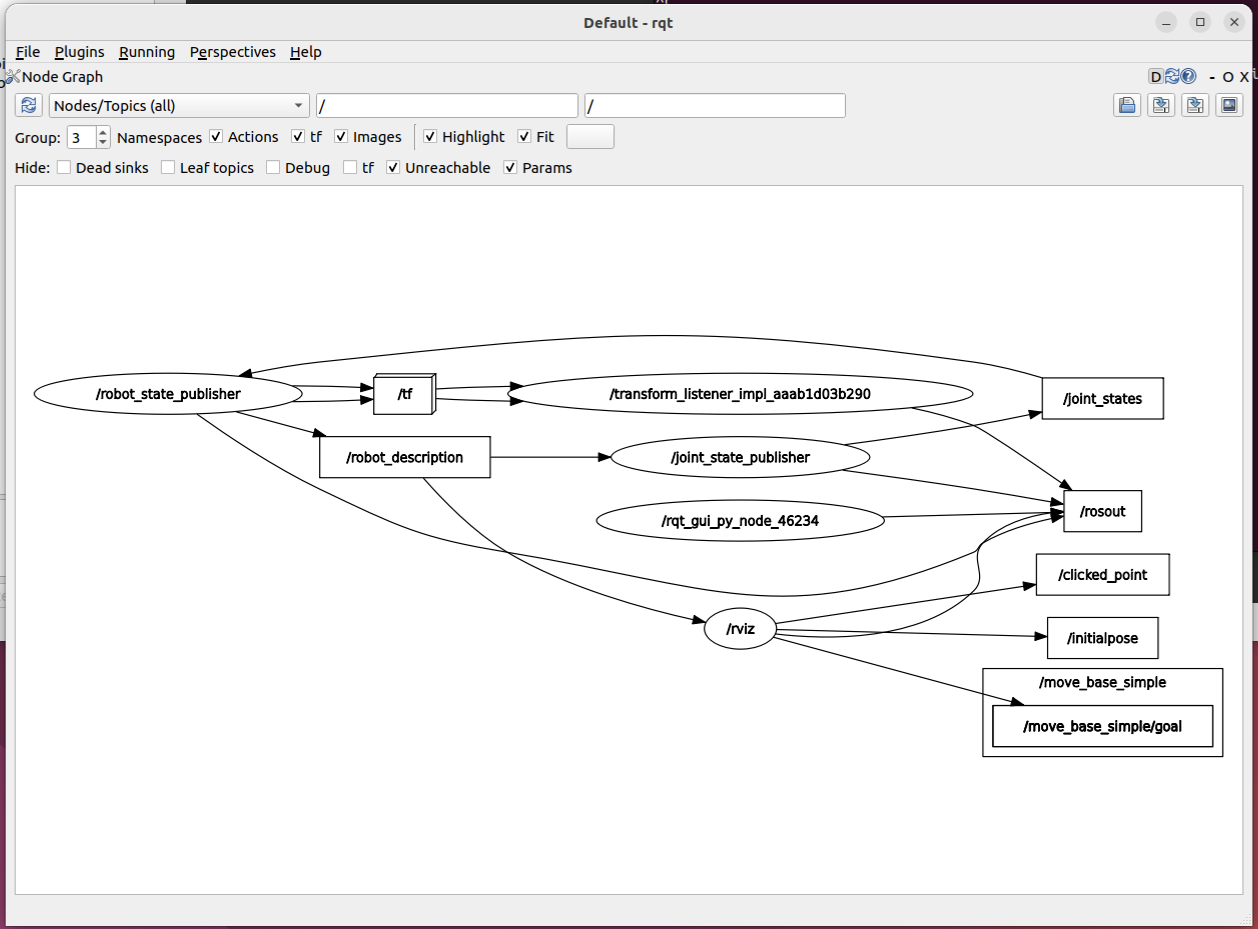 Default - rqt
File Plugins Running Perspectives Help
Node Graph D - O X
Nodes/Topics (all) / /
Group: 3 Namespaces Actions tf Images Highlight Fit
Hide: Dead sinks Leaf topics Debug tf Unreachable Params
/robot_state_publisher
/tf
/transform_listener_impl_aaab1d03b290
/joint_states
/robot_description
/joint_state_publisher
/rqt_gui_py_node_46234
/rosout
/clicked_point
/rviz
/initialpose
/move_base_simple
/move_base_simple/goal